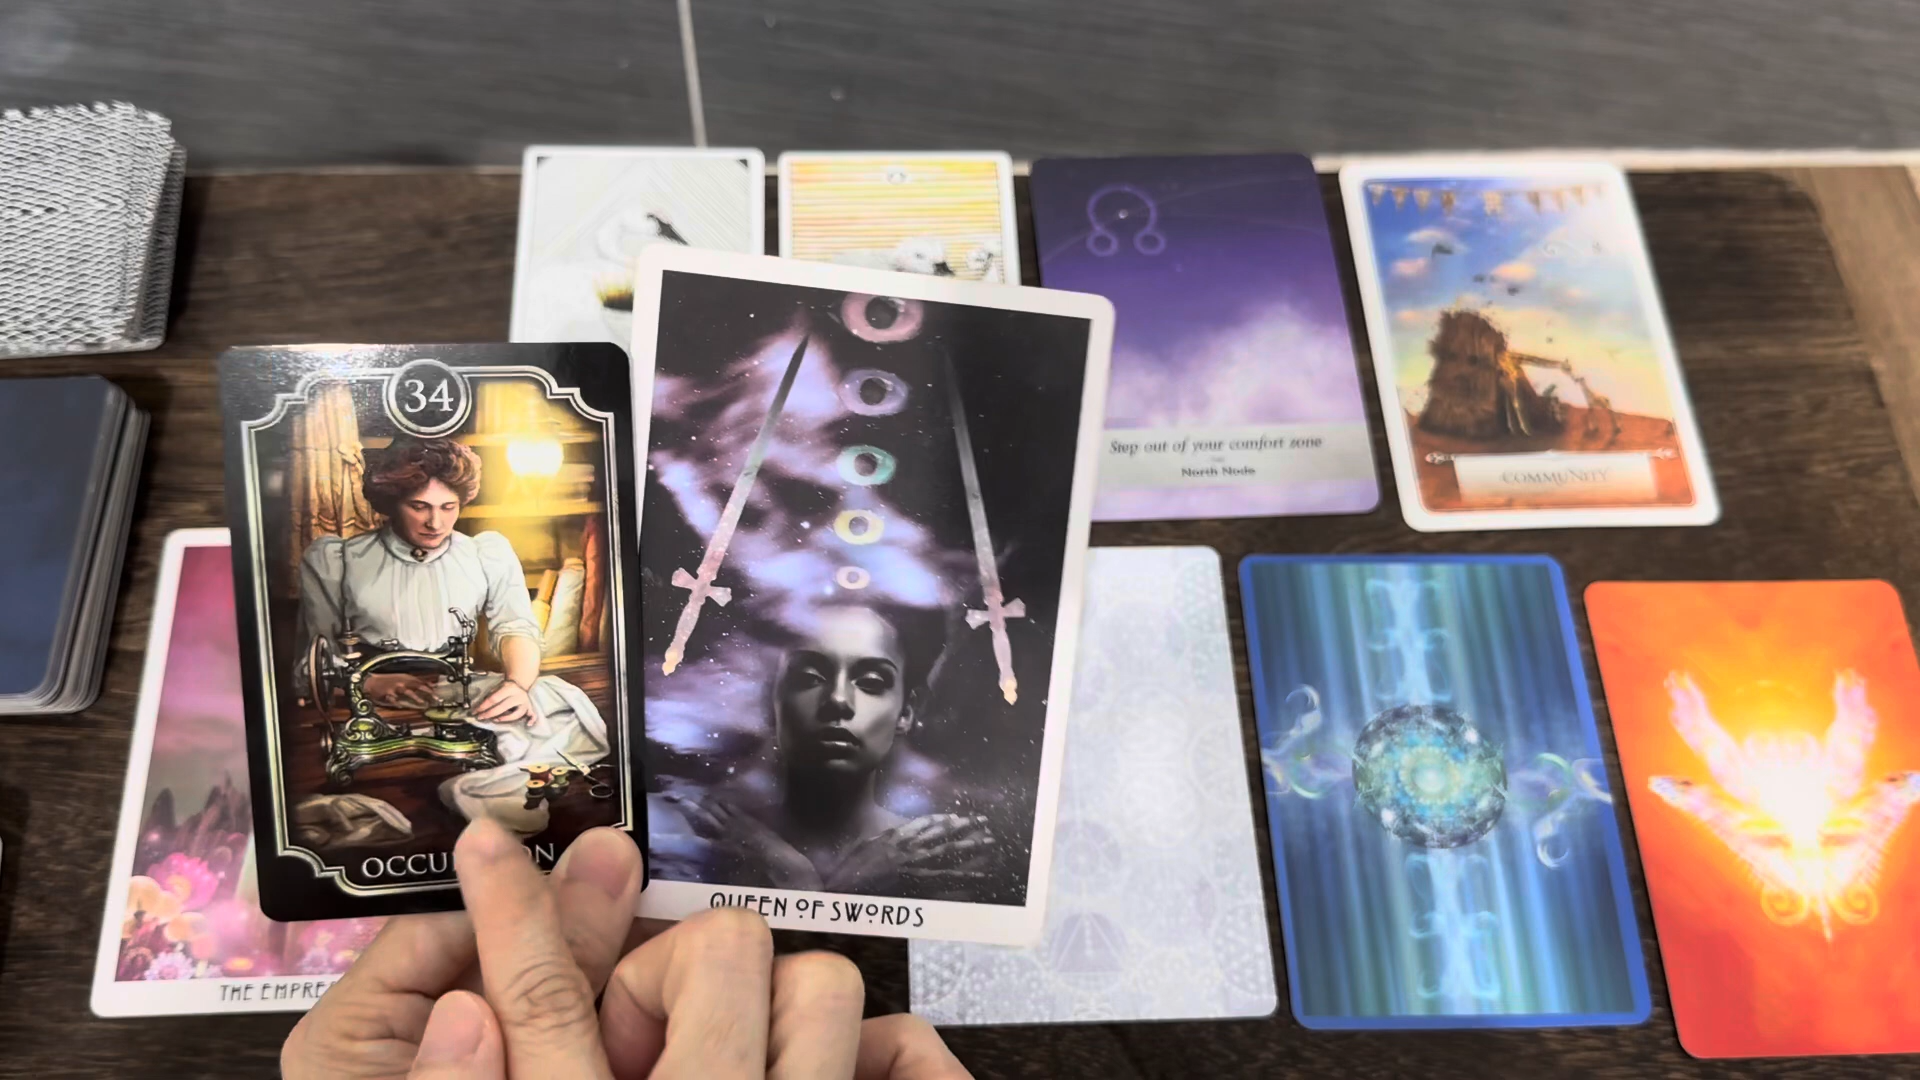 34
OCCU
ON
QUEEN OF SWORDS
Step out of your comfort zone
North Node
COMMUNITY
THE EMPRE